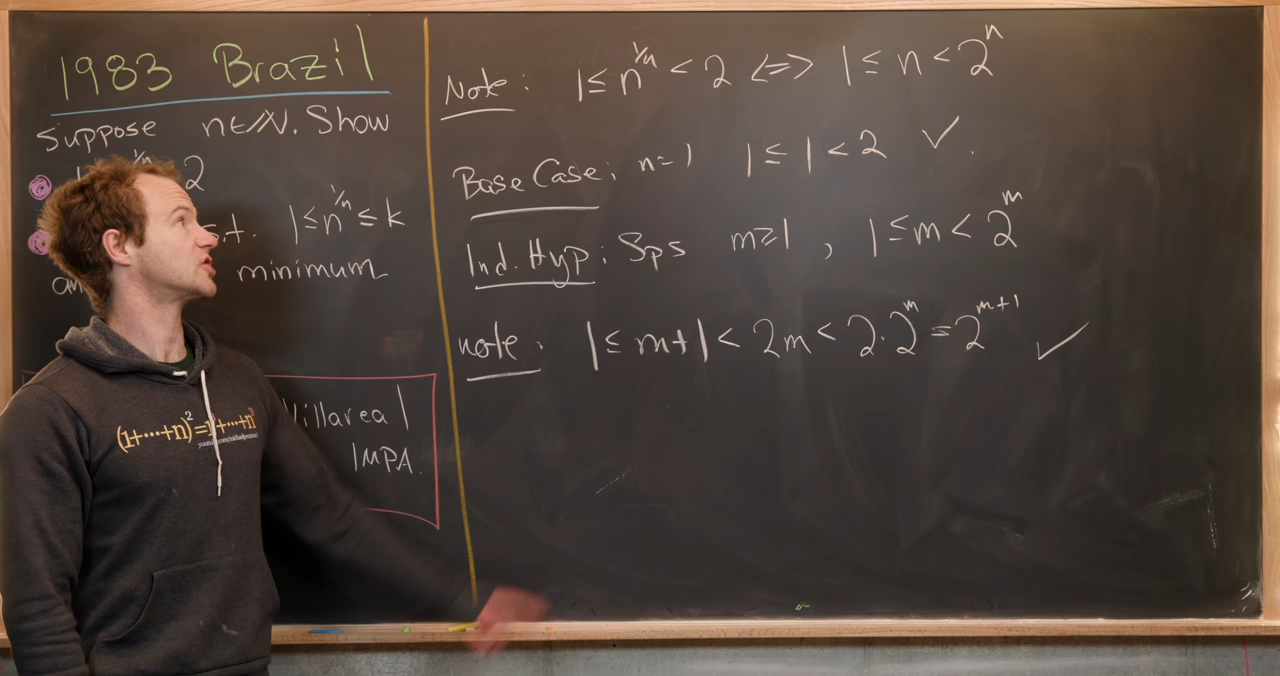 1983 Brazil
Suppose n∈ℕ. Show
2
s.t. 1≤n^{1/n}≤k
minimum
Villareal
IMPA.
Note: 1≤n^{1/n}<2 <=> 1≤n<2^n
Base Case: n=1 1≤1<2 ✓.
Ind. Hyp: Sps m≥1, 1≤m<2^m
note: 1≤m+1<2m<2·2^m=2^{m+1} ✓
(1+···+n)²=1³+···+n³